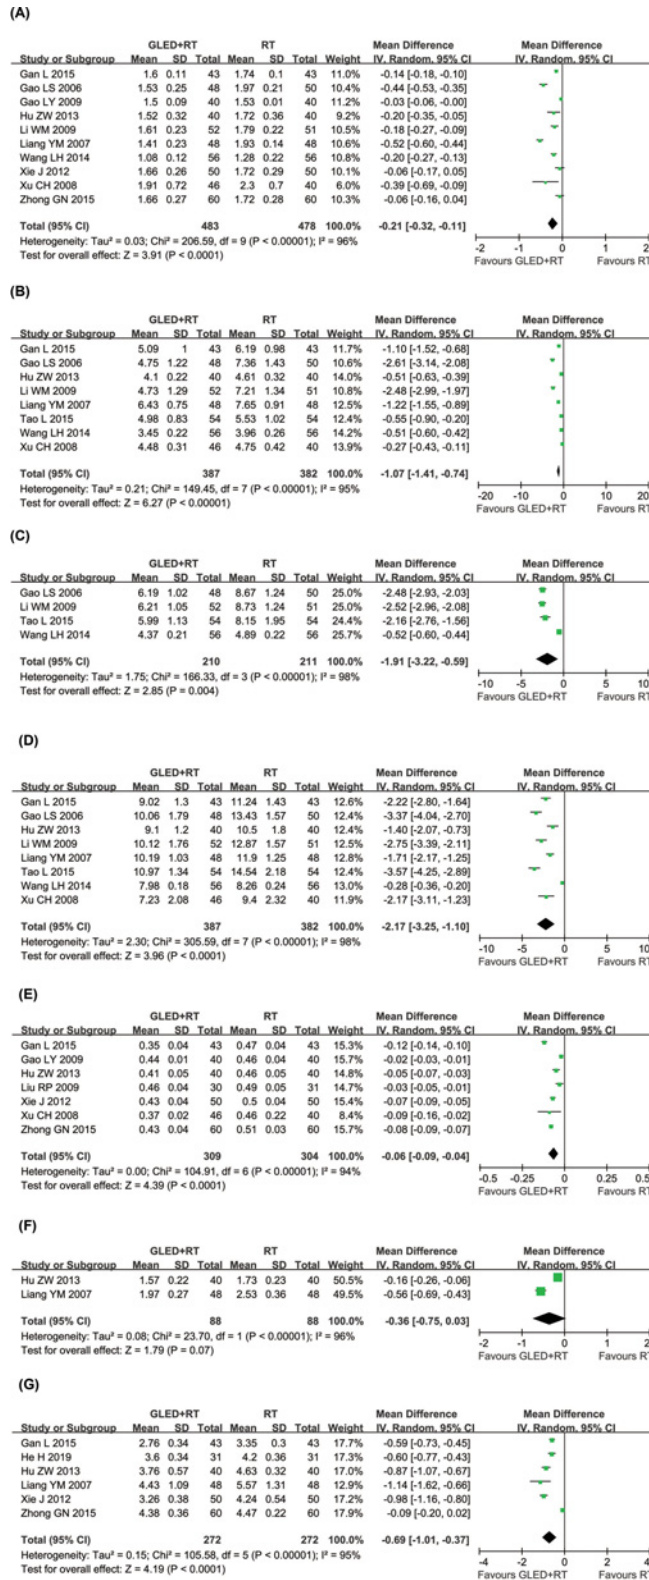 (A)
GLED+RT RT Mean Difference Mean Difference
Study or Subgroup Mean SD Total Mean SD Total Weight IV, Random, 95% CI IV, Random, 95% CI
Gan L 2015 1.6 0.11 43 1.74 0.1 43 11.0% -0.14 [-0.18, -0.10]
Gao LS 2006 1.53 0.25 48 1.97 0.21 50 10.4% -0.44 [-0.53, -0.35]
Gao LY 2009 1.5 0.09 40 1.53 0.01 40 11.2% -0.03 [-0.06, -0.00]
Hu ZW 2013 1.52 0.32 40 1.72 0.36 40 9.2% -0.20 [-0.35, -0.05]
Li WM 2009 1.61 0.23 52 1.79 0.22 51 10.4% -0.18 [-0.27, -0.09]
Liang YM 2007 1.41 0.23 48 1.93 0.14 48 10.6% -0.52 [-0.60, -0.44]
Wang LH 2014 1.08 0.12 56 1.28 0.22 56 10.8% -0.20 [-0.27, -0.13]
Xie J 2012 1.66 0.26 50 1.72 0.29 50 10.2% -0.06 [-0.17, 0.05]
Xu CH 2008 1.91 0.72 46 2.3 0.7 40 6.0% -0.39 [-0.69, -0.09]
Zhong GN 2015 1.66 0.27 60 1.72 0.28 60 10.3% -0.06 [-0.16, 0.04]
Total (95% CI) 483 478 100.0% -0.21 [-0.32, -0.11]
Heterogeneity: Tau² = 0.03; Chi² = 206.59, df = 9 (P < 0.00001); I² = 96%
Test for overall effect: Z = 3.91 (P < 0.0001)
-2 -1 0 1 2
Favours GLED+RT Favours RT
(B)
GLED+RT RT Mean Difference Mean Difference
Study or Subgroup Mean SD Total Mean SD Total Weight IV, Random, 95% CI IV, Random, 95% CI
Gan L 2015 5.09 1 43 6.19 0.98 43 11.7% -1.10 [-1.52, -0.68]
Gao LS 2006 4.75 1.22 48 7.36 1.43 50 10.6% -2.61 [-3.14, -2.08]
Hu ZW 2013 4.1 0.22 40 4.61 0.32 40 14.0% -0.51 [-0.63, -0.39]
Li WM 2009 4.73 1.29 52 7.21 1.34 51 10.8% -2.48 [-2.99, -1.97]
Liang YM 2007 6.43 0.75 48 7.65 0.91 48 12.6% -1.22 [-1.55, -0.89]
Tao L 2015 4.98 0.83 54 5.53 1.02 54 12.4% -0.55 [-0.90, -0.20]
Wang LH 2014 3.45 0.22 56 3.96 0.26 56 14.1% -0.51 [-0.60, -0.42]
Xu CH 2008 4.48 0.31 46 4.75 0.42 40 13.9% -0.27 [-0.43, -0.11]
Total (95% CI) 387 382 100.0% -1.07 [-1.41, -0.74]
Heterogeneity: Tau² = 0.21; Chi² = 149.45, df = 7 (P < 0.00001); I² = 95%
Test for overall effect: Z = 6.27 (P < 0.00001)
-20 -10 0 10 20
Favours GLED+RT Favours RT
(C)
GLED+RT RT Mean Difference Mean Difference
Study or Subgroup Mean SD Total Mean SD Total Weight IV, Random, 95% CI IV, Random, 95% CI
Gao LS 2006 6.19 1.02 48 8.67 1.24 50 25.0% -2.48 [-2.93, -2.03]
Li WM 2009 6.21 1.05 52 8.73 1.24 51 25.0% -2.52 [-2.96, -2.08]
Tao L 2015 5.99 1.13 54 8.15 1.95 54 24.4% -2.16 [-2.76, -1.56]
Wang LH 2014 4.37 0.21 56 4.89 0.22 56 25.7% -0.52 [-0.60, -0.44]
Total (95% CI) 210 211 100.0% -1.91 [-3.22, -0.59]
Heterogeneity: Tau² = 1.75; Chi² = 166.33, df = 3 (P < 0.00001); I² = 98%
Test for overall effect: Z = 2.85 (P = 0.004)
-10 -5 0 5 10
Favours GLED+RT Favours RT
(D)
GLED+RT RT Mean Difference Mean Difference
Study or Subgroup Mean SD Total Mean SD Total Weight IV, Random, 95% CI IV, Random, 95% CI
Gan L 2015 9.02 1.3 43 11.24 1.43 43 12.6% -2.22 [-2.80, -1.64]
Gao LS 2006 10.06 1.79 48 13.43 1.57 50 12.4% -3.37 [-4.04, -2.70]
Hu ZW 2013 9.1 1.2 40 10.5 1.8 40 12.4% -1.40 [-2.07, -0.73]
Li WM 2009 10.12 1.76 52 12.87 1.57 51 12.5% -2.75 [-3.39, -2.11]
Liang YM 2007 10.19 1.03 48 11.9 1.25 48 12.8% -1.71 [-2.17, -1.25]
Tao L 2015 10.97 1.34 54 14.54 2.18 54 12.4% -3.57 [-4.25, -2.89]
Wang LH 2014 7.98 0.18 56 8.26 0.24 56 13.1% -0.28 [-0.36, -0.20]
Xu CH 2008 7.23 2.08 46 9.4 2.32 40 11.8% -2.17 [-3.11, -1.23]
Total (95% CI) 387 382 100.0% -2.17 [-3.25, -1.10]
Heterogeneity: Tau² = 2.30; Chi² = 305.59, df = 7 (P < 0.00001); I² = 98%
Test for overall effect: Z = 3.96 (P < 0.0001)
-10 -5 0 5 10
Favours GLED+RT Favours RT
(E)
GLED+RT RT Mean Difference Mean Difference
Study or Subgroup Mean SD Total Mean SD Total Weight IV, Random, 95% CI IV, Random, 95% CI
Gan L 2015 0.35 0.04 43 0.47 0.04 43 15.3% -0.12 [-0.14, -0.10]
Gao LY 2009 0.44 0.01 40 0.46 0.04 40 15.7% -0.02 [-0.03, -0.01]
Hu ZW 2013 0.41 0.05 40 0.46 0.05 40 14.8% -0.05 [-0.07, -0.03]
Liu RP 2009 0.46 0.04 30 0.49 0.05 31 14.7% -0.03 [-0.05, -0.01]
Xie J 2012 0.43 0.04 50 0.5 0.04 50 15.4% -0.07 [-0.09, -0.05]
Xu CH 2008 0.37 0.02 46 0.46 0.22 40 8.4% -0.09 [-0.16, -0.02]
Zhong GN 2015 0.43 0.04 60 0.51 0.03 60 15.7% -0.08 [-0.09, -0.07]
Total (95% CI) 309 304 100.0% -0.06 [-0.09, -0.04]
Heterogeneity: Tau² = 0.00; Chi² = 104.91, df = 6 (P < 0.00001); I² = 94%
Test for overall effect: Z = 4.39 (P < 0.0001)
-0.5 -0.25 0 0.25 0.5
Favours GLED+RT Favours RT
(F)
GLED+RT RT Mean Difference Mean Difference
Study or Subgroup Mean SD Total Mean SD Total Weight IV, Random, 95% CI IV, Random, 95% CI
Hu ZW 2013 1.57 0.22 40 1.73 0.23 40 50.5% -0.16 [-0.26, -0.06]
Liang YM 2007 1.97 0.27 48 2.53 0.36 48 49.5% -0.56 [-0.69, -0.43]
Total (95% CI) 88 88 100.0% -0.36 [-0.75, 0.03]
Heterogeneity: Tau² = 0.08; Chi² = 23.70, df = 1 (P < 0.00001); I² = 96%
Test for overall effect: Z = 1.79 (P = 0.07)
-2 -1 0 1 2
Favours GLED+RT Favours RT
(G)
GLED+RT RT Mean Difference Mean Difference
Study or Subgroup Mean SD Total Mean SD Total Weight IV, Random, 95% CI IV, Random, 95% CI
Gan L 2015 2.76 0.34 43 3.35 0.3 43 17.7% -0.59 [-0.73, -0.45]
He H 2019 3.6 0.34 31 4.2 0.36 31 17.3% -0.60 [-0.77, -0.43]
Hu ZW 2013 3.76 0.57 40 4.63 0.32 40 16.9% -0.87 [-1.07, -0.67]
Liang YM 2007 4.43 1.09 48 5.57 1.31 48 12.9% -1.14 [-1.62, -0.66]
Xie J 2012 3.26 0.38 50 4.24 0.54 50 17.2% -0.98 [-1.16, -0.80]
Zhong GN 2015 4.38 0.36 60 4.47 0.22 60 17.9% -0.09 [-0.20, 0.02]
Total (95% CI) 272 272 100.0% -0.69 [-1.01, -0.37]
Heterogeneity: Tau² = 0.15; Chi² = 105.58, df = 5 (P < 0.00001); I² = 95%
Test for overall effect: Z = 4.19 (P < 0.0001)
-4 -2 0 2 4
Favours GLED+RT Favours RT